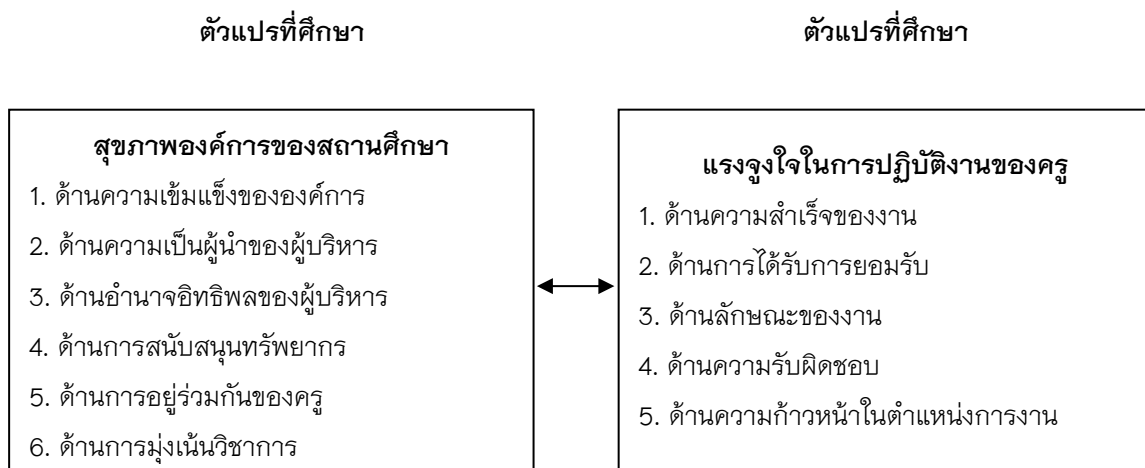 ตัวแปรที่ศึกษา
สุขภาพองค์การของสถานศึกษา
1. ด้านความเข้มแข็งขององค์การ
2. ด้านความเป็นผู้นำของผู้บริหาร
3. ด้านอำนาจอิทธิพลของผู้บริหาร
4. ด้านการสนับสนุนทรัพยากร
5. ด้านการอยู่ร่วมกันของครู
6. ด้านการมุ่งเน้นวิชาการ
ตัวแปรที่ศึกษา
แรงจูงใจในการปฏิบัติงานของครู
1. ด้านความสำเร็จของงาน
2. ด้านการได้รับการยอมรับ
3. ด้านลักษณะของงาน
4. ด้านความรับผิดชอบ
5. ด้านความก้าวหน้าในตำแหน่งการงาน